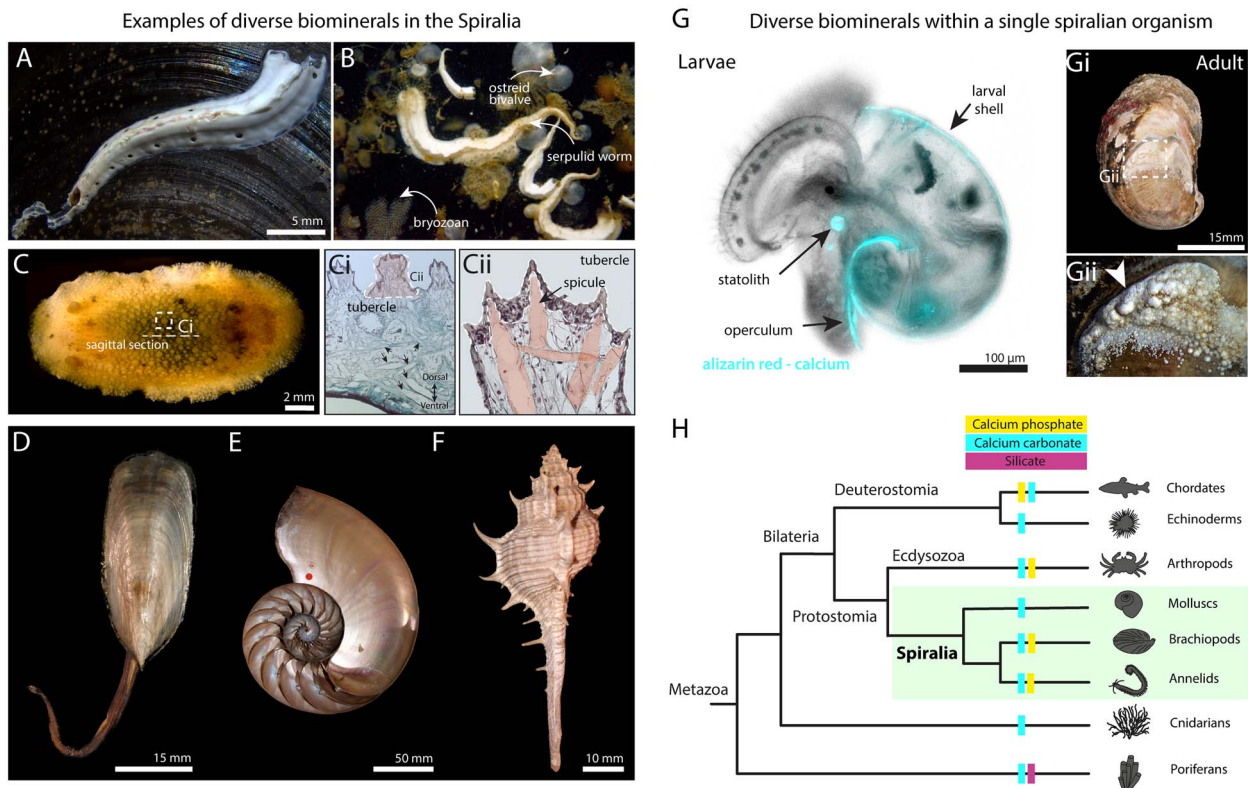 Examples of diverse biominerals in the Spiralia
A
5 mm
B
ostreid
bivalve
serpulid worm
bryozoan
C
Ci
sagittal section
2 mm
Ci
Cii
tubercle
Dorsal
Ventral
Cii
tubercle
spicule
D
15 mm
E
50 mm
F
10 mm
G
Diverse biominerals within a single spiralian organism
Larvae
larval
shell
statolith
operculum
alizarin red - calcium
100 µm
Gi
Adult
Gii
15mm
Gii
H
Calcium phosphate
Calcium carbonate
Silicate
Deuterostomia
Chordates
Echinoderms
Bilateria
Ecdysozoa
Arthropods
Protostomia
Molluscs
Spiralia
Brachiopods
Annelids
Metazoa
Cnidarians
Poriferans